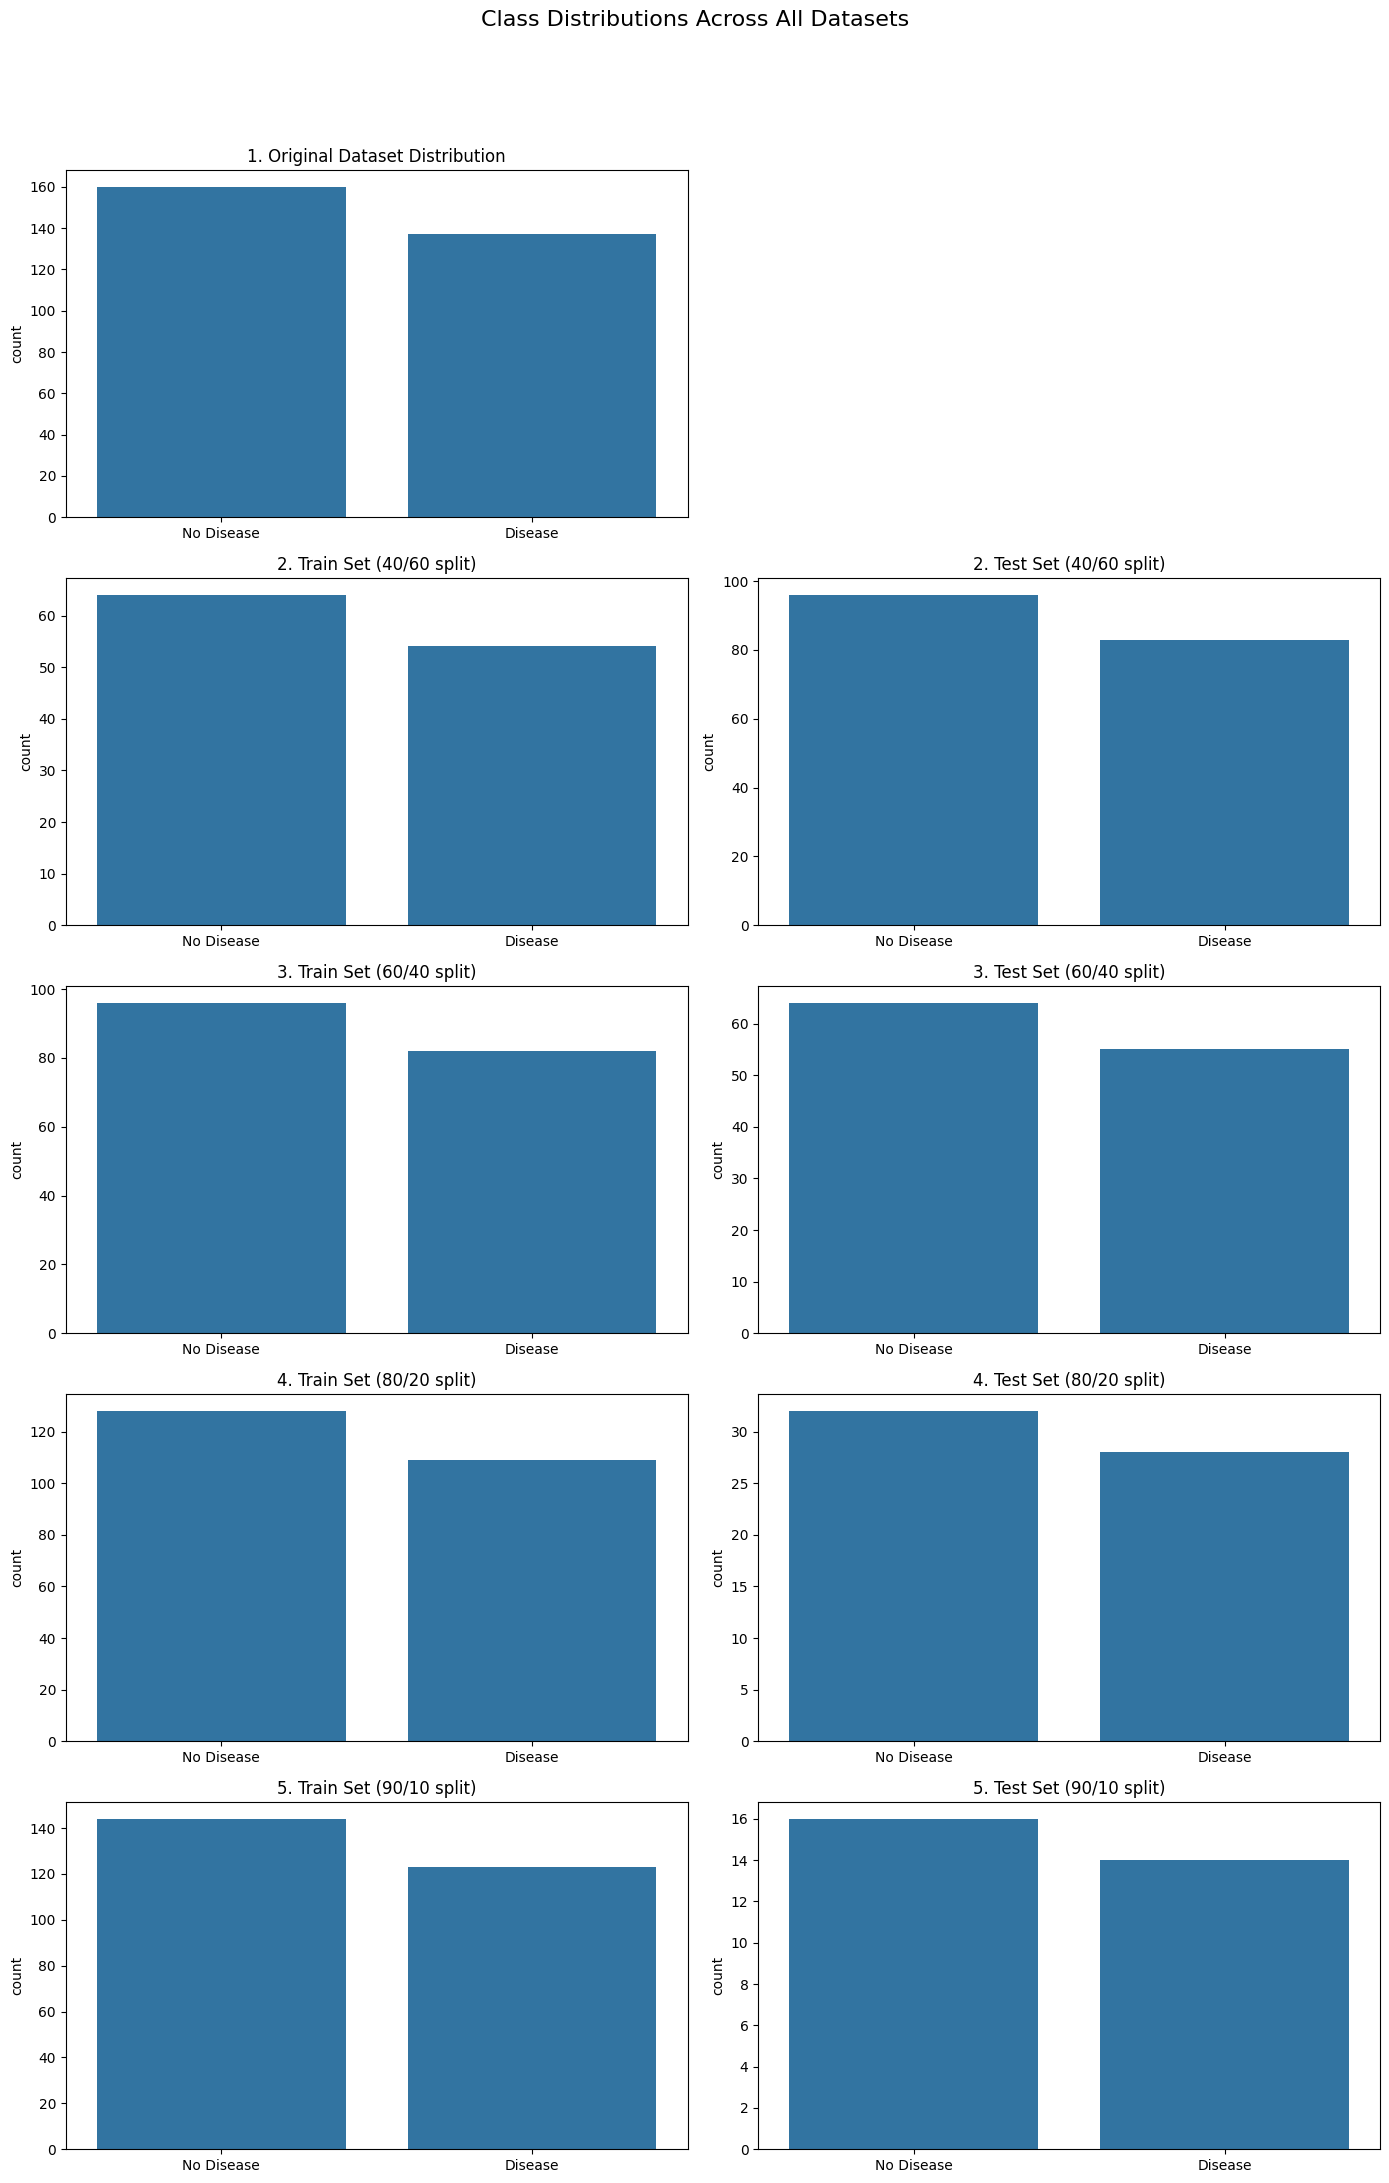 Class Distributions Across All Datasets
1. Original Dataset Distribution
count
160
140
120
100
80
60
40
20
0
No Disease
Disease
2. Train Set (40/60 split)
count
60
50
40
30
20
10
0
No Disease
Disease
2. Test Set (40/60 split)
count
100
80
60
40
20
0
No Disease
Disease
3. Train Set (60/40 split)
count
100
80
60
40
20
0
No Disease
Disease
3. Test Set (60/40 split)
count
60
50
40
30
20
10
0
No Disease
Disease
4. Train Set (80/20 split)
count
120
100
80
60
40
20
0
No Disease
Disease
4. Test Set (80/20 split)
count
30
25
20
15
10
5
0
No Disease
Disease
5. Train Set (90/10 split)
count
140
120
100
80
60
40
20
0
No Disease
Disease
5. Test Set (90/10 split)
count
16
14
12
10
8
6
4
2
0
No Disease
Disease